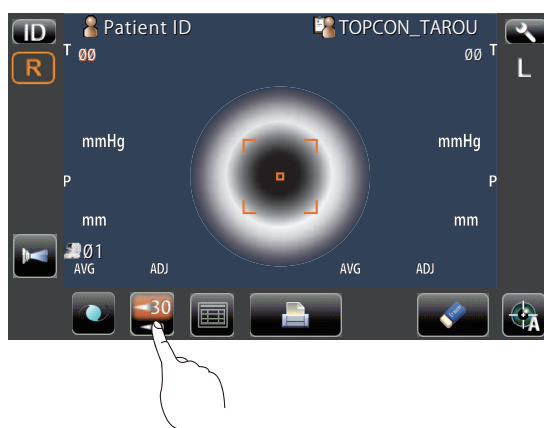 ID Patient ID TOPCON_TAROU
R T 00 00 T L
mmHg mmHg
P P
mm mm
01
AVG ADJ AVG ADJ
30 A